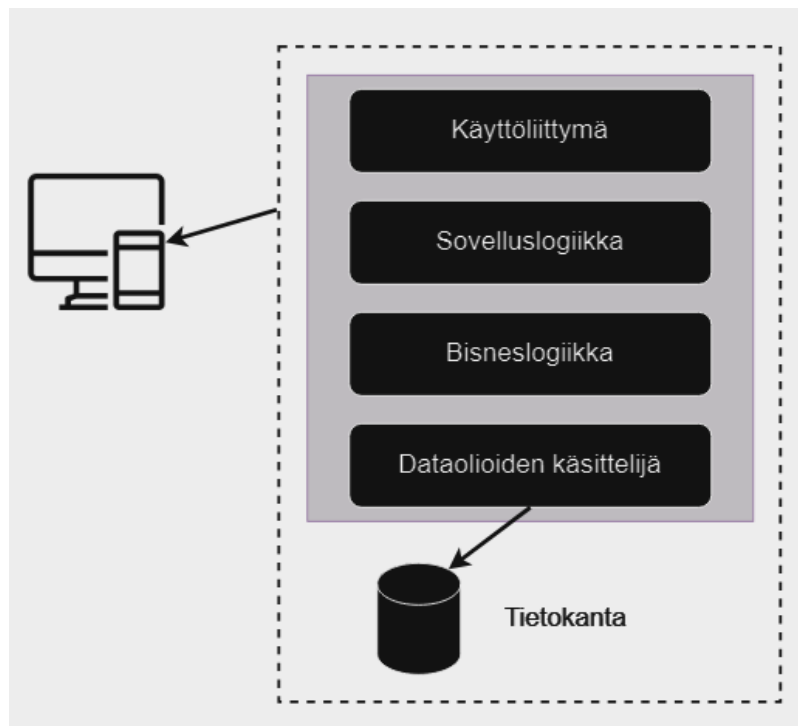 Käyttöliittymä
Sovelluslogiikka
Bisneslogiikka
Dataolioiden käsittelijä
Tietokanta